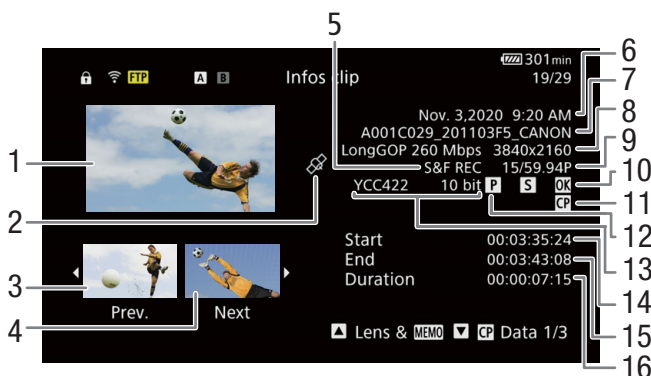 5
301min
6
FTP A B Infos clip 19/29
7
Nov. 3,2020 9:20 AM
8
A001C029_201103F5_CANON
9
LongGOP 260 Mbps 3840x2160
1
S&F REC 15/59.94P
10
YCC422 10 bit P S OK
11
2
CP
12
Start 00:03:35:24
13
End 00:03:43:08
14
3
Duration 00:00:07:15
4
Prev. Next
15
Lens & MEMO CP Data 1/3
16